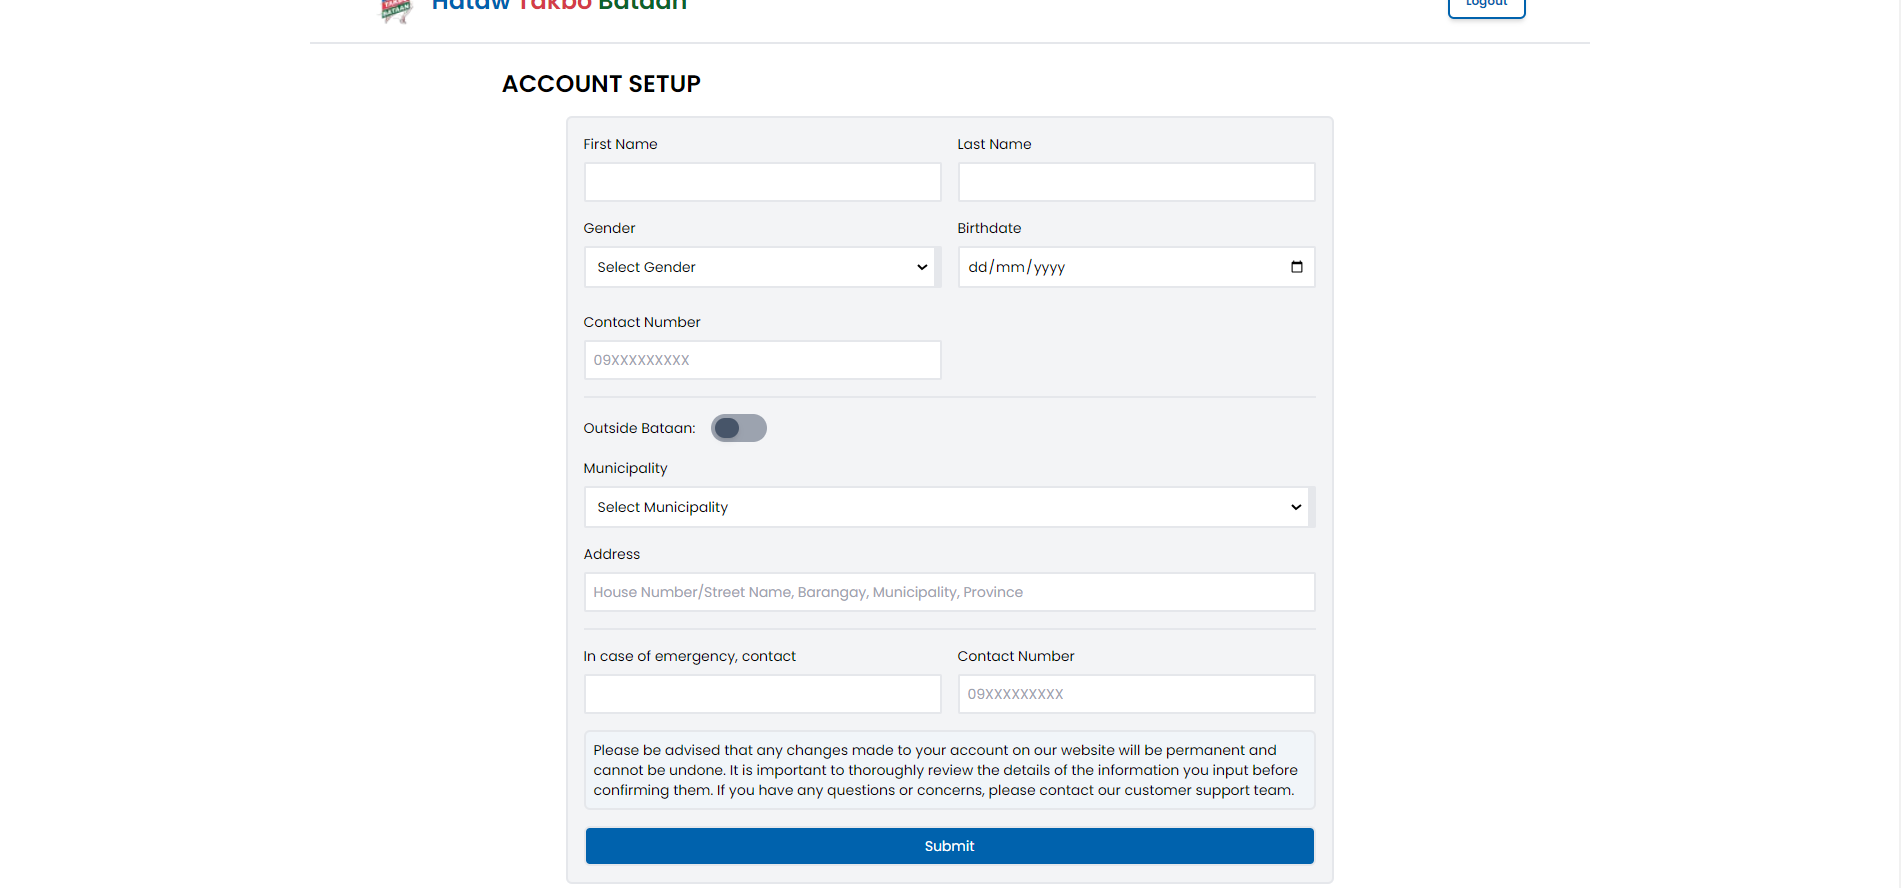 Hataw Takbo Bataan
Logout
ACCOUNT SETUP
First Name
Last Name
Gender
Birthdate
Select Gender
dd/mm/yyyy
Contact Number
09XXXXXXXXX
Outside Bataan:
Municipality
Select Municipality
Address
House Number/Street Name, Barangay, Municipality, Province
In case of emergency, contact
Contact Number
09XXXXXXXXX
Please be advised that any changes made to your account on our website will be permanent and
cannot be undone. It is important to thoroughly review the details of the information you input before
confirming them. If you have any questions or concerns, please contact our customer support team.
Submit